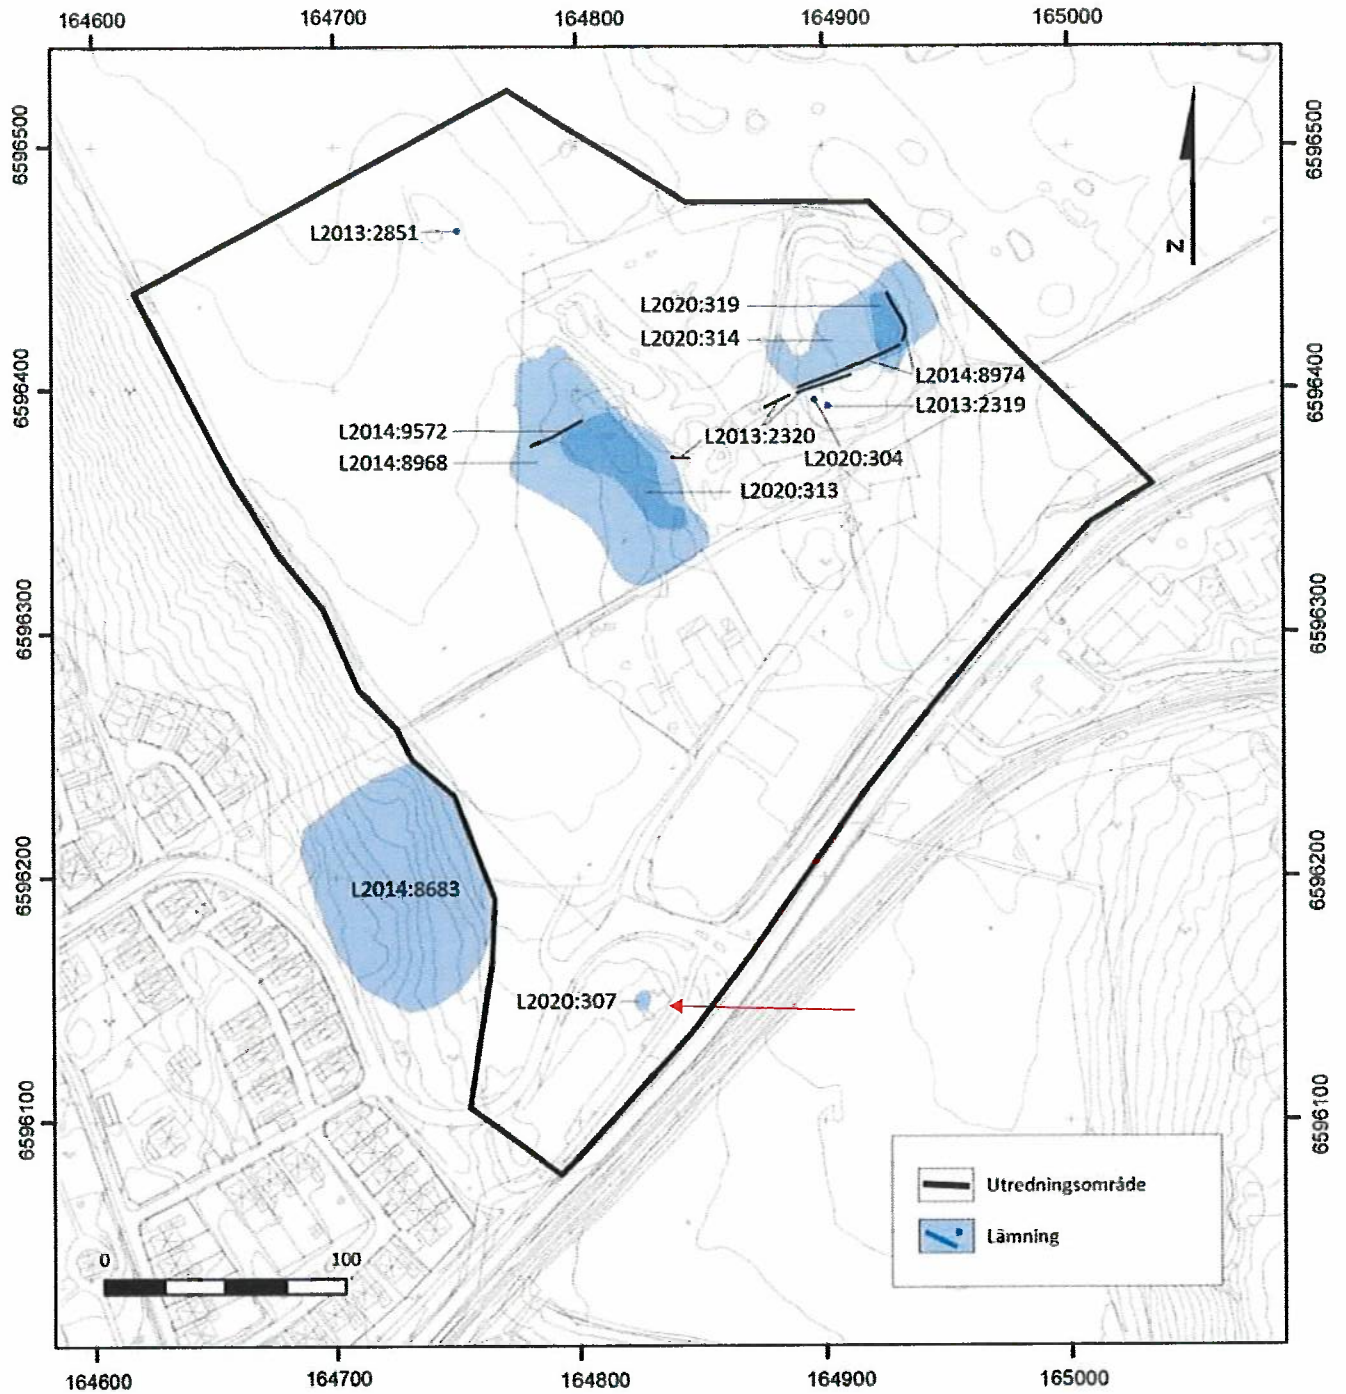 164600 164700 164800 164900 165000
6596500
6596500
L2013:2851
N
L2020:319
L2020:314
L2014:8974
6596400
6596400
L2013:2319
L2014:9572
L2013:2320
L2020:304
L2014:8968
L2020:313
6596300
6596300
6596200
6596200
L2014:8683
L2020:307
6596100
6596100
Utredningsområde
Lämning
0 100
164600 164700 164800 164900 165000